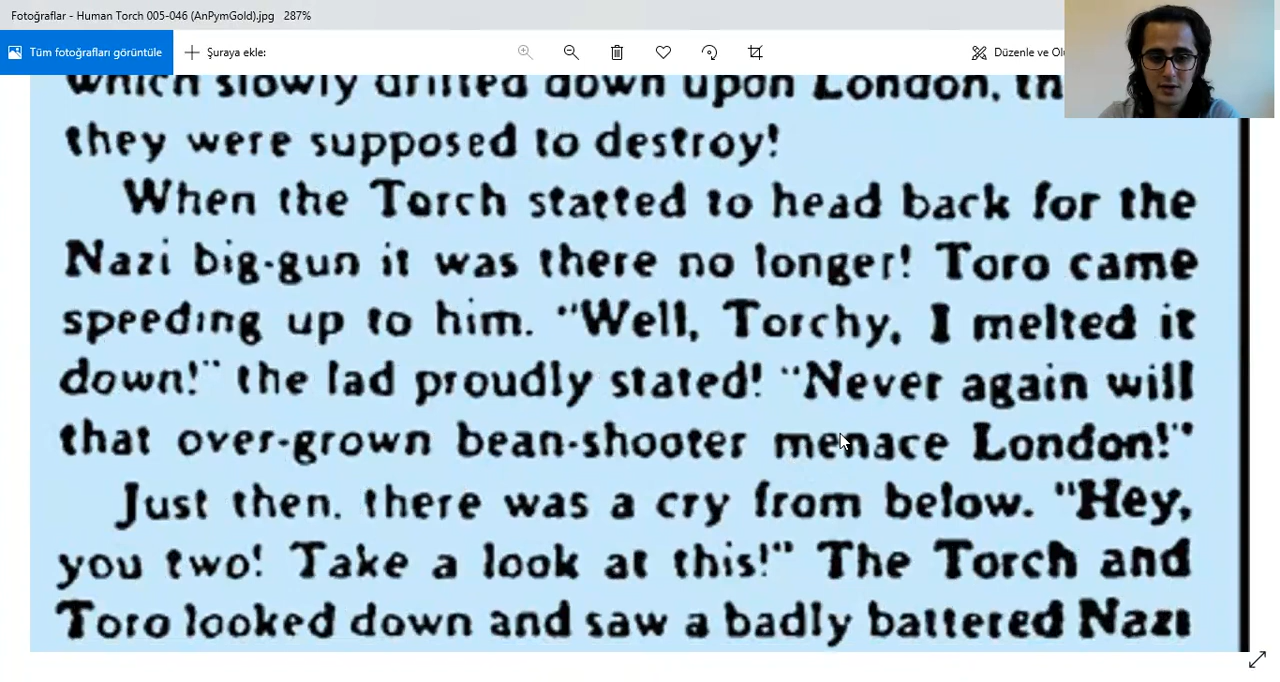 Fotoğraflar - Human Torch 005-046 (AnPymGold).jpg 287%
Tüm fotoğrafları görüntüle
Şuraya ekle:
Düzenle ve Ol
which slowly drifted down upon London, th
they were supposed to destroy!
When the Torch statted to head back for the
Nazi big-gun it was there no longer! Toro came
speeding up to him. "Well, Torchy, I melted it
down!" the lad proudly stated! "Never again will
that over-grown bean-shooter menace London!"
Just then, there was a cry from below. "Hey,
you two! Take a look at this!" The Torch and
Toro looked down and saw a badly battered Nazi